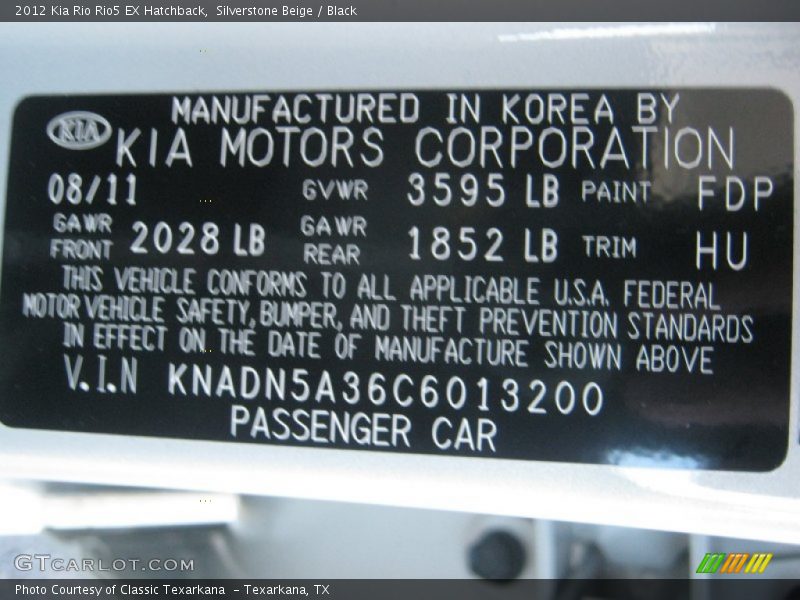 2012 Kia Rio Rio5 EX Hatchback,  Silverstone Beige / Black
MANUFACTURED IN KOREA BY
KIA KIA MOTORS CORPORATION
08/11 GVWR 3595 LB PAINT FDP
GAWR FRONT 2028 LB GAWR REAR 1852 LB TRIM HU
THIS VEHICLE CONFORMS TO ALL APPLICABLE U.S.A. FEDERAL
MOTOR VEHICLE SAFETY, BUMPER, AND THEFT PREVENTION STANDARDS
IN EFFECT ON THE DATE OF MANUFACTURE SHOWN ABOVE
V.I.N KNADN5A36C6013200
PASSENGER CAR
GTCARLOT.COM
Photo Courtesy of Classic Texarkana  - Texarkana, TX